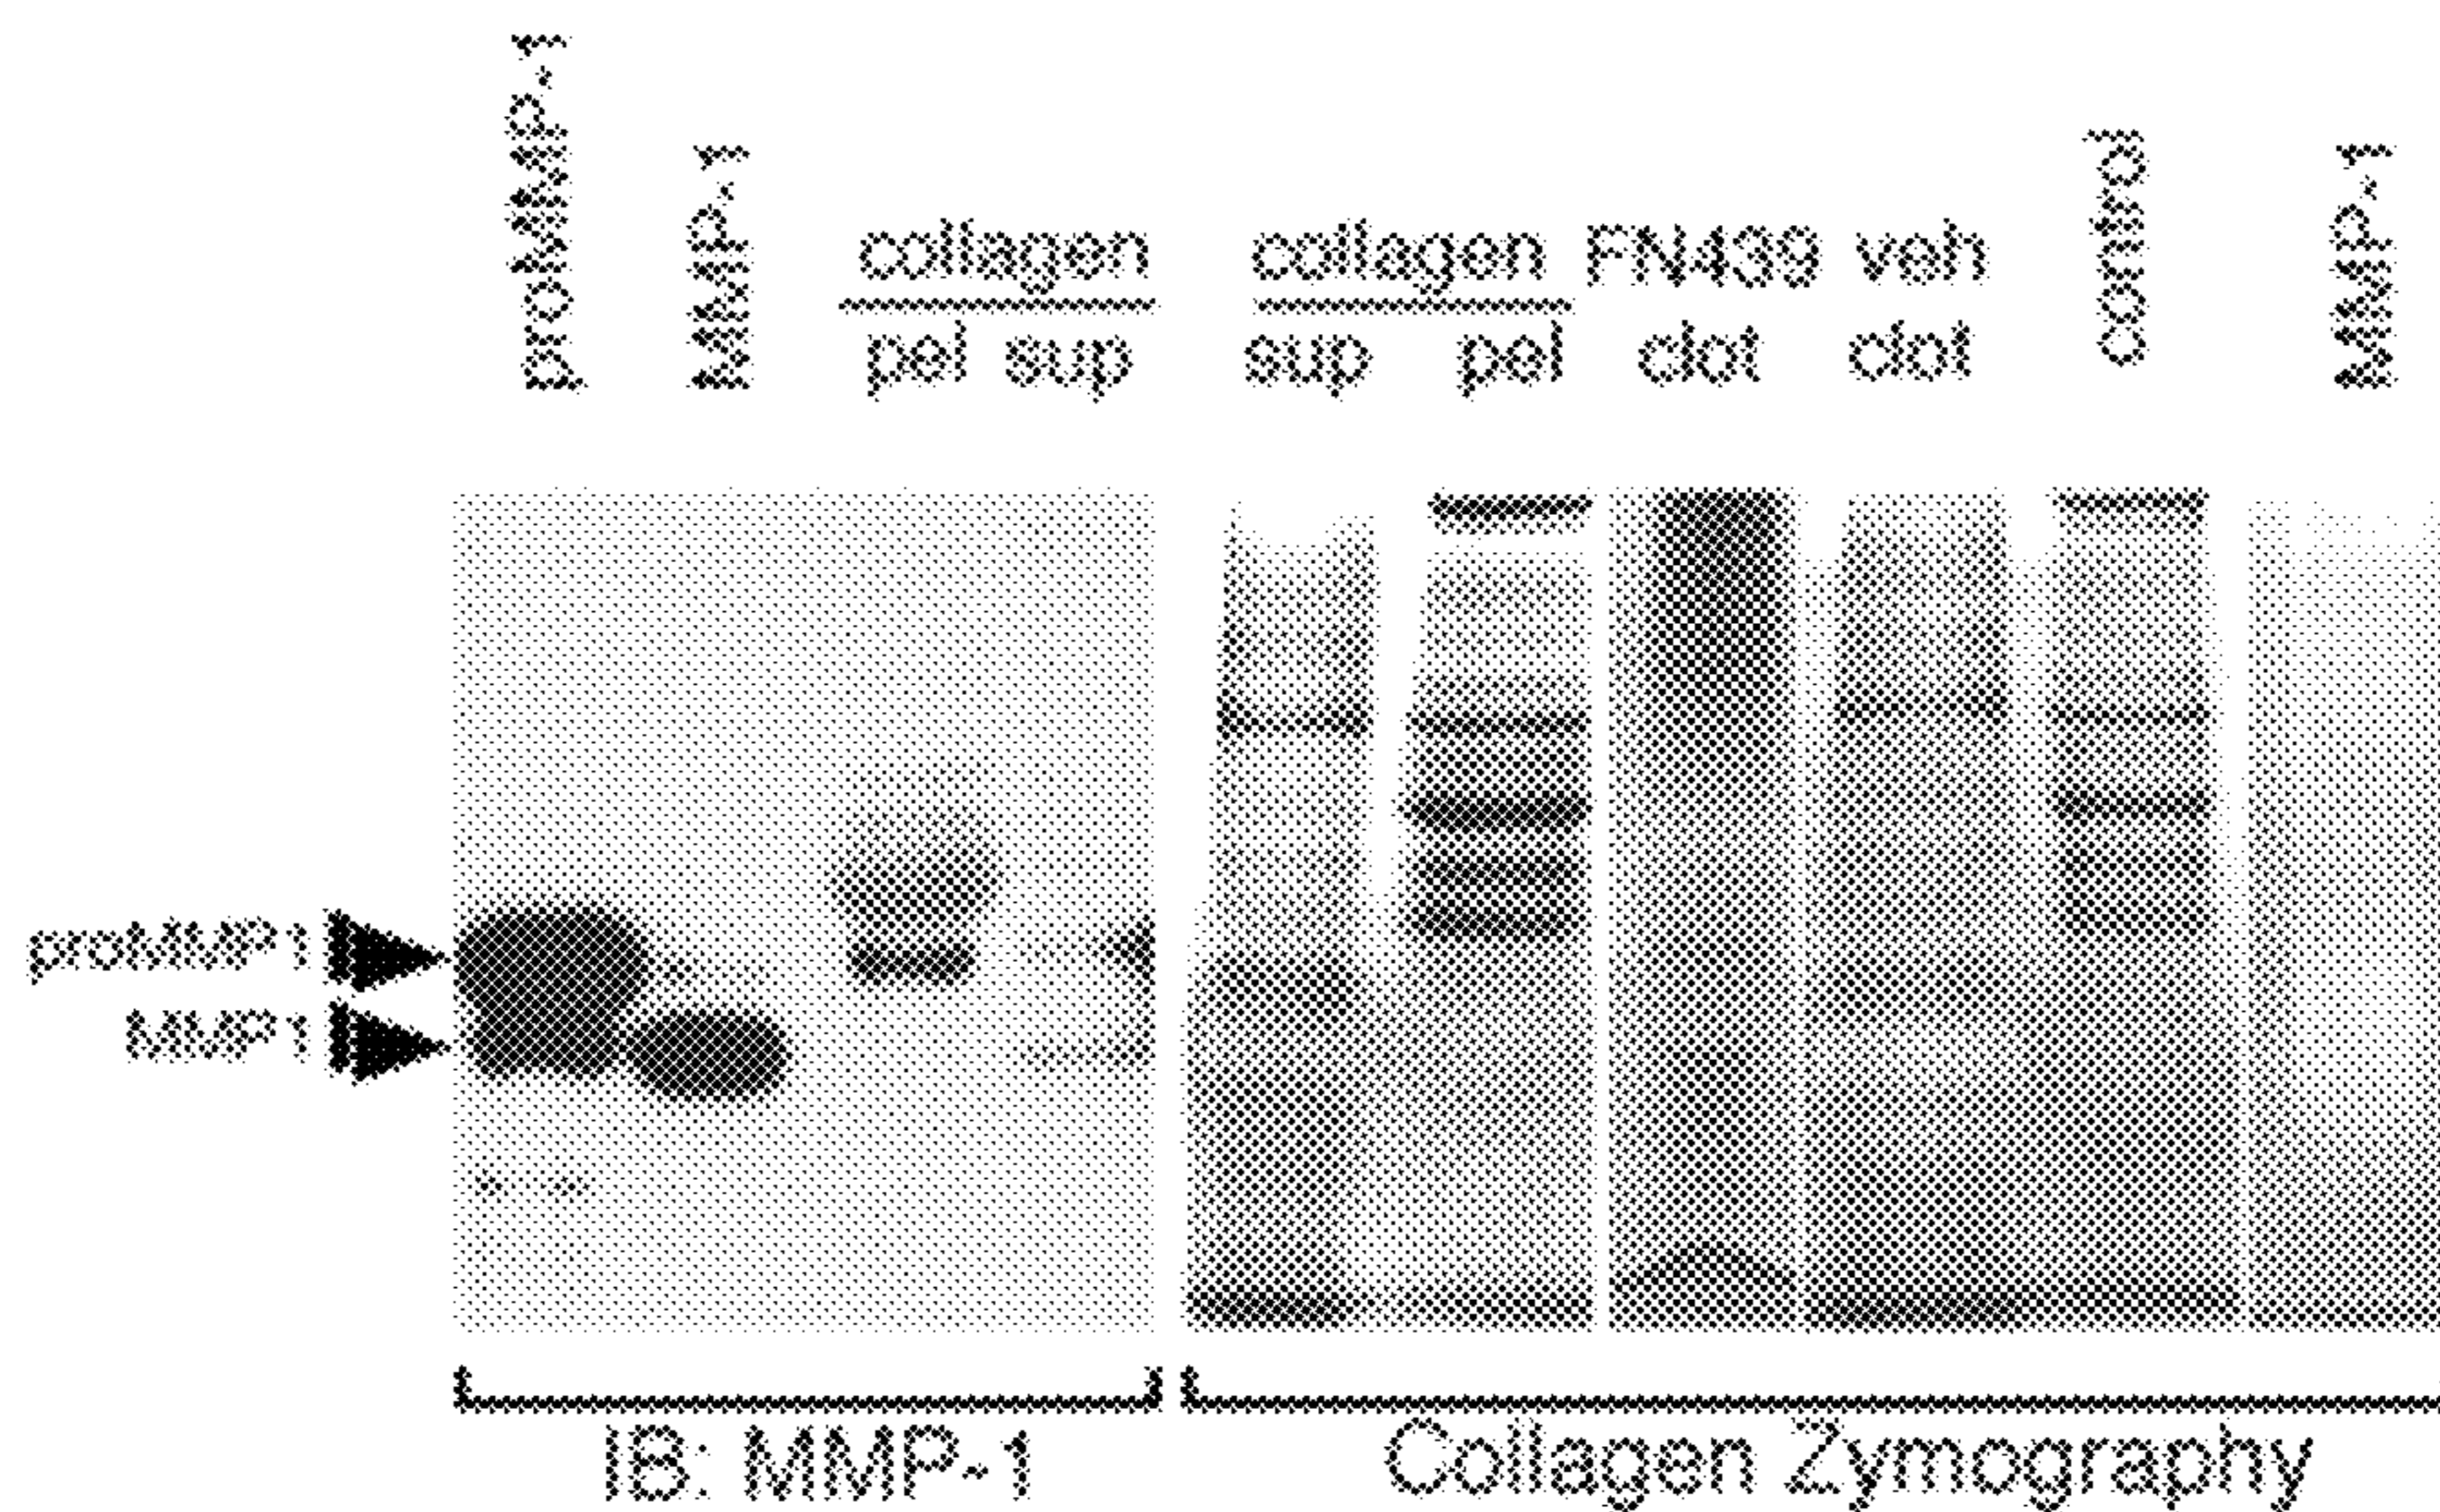 proMMP-1
MMP-1
collagen
pel sup
collagen FN439 veh
sup pel clot clot
control
MMP-1
proMMP1
MMP1
IB: MMP-1
Collagen Zymography